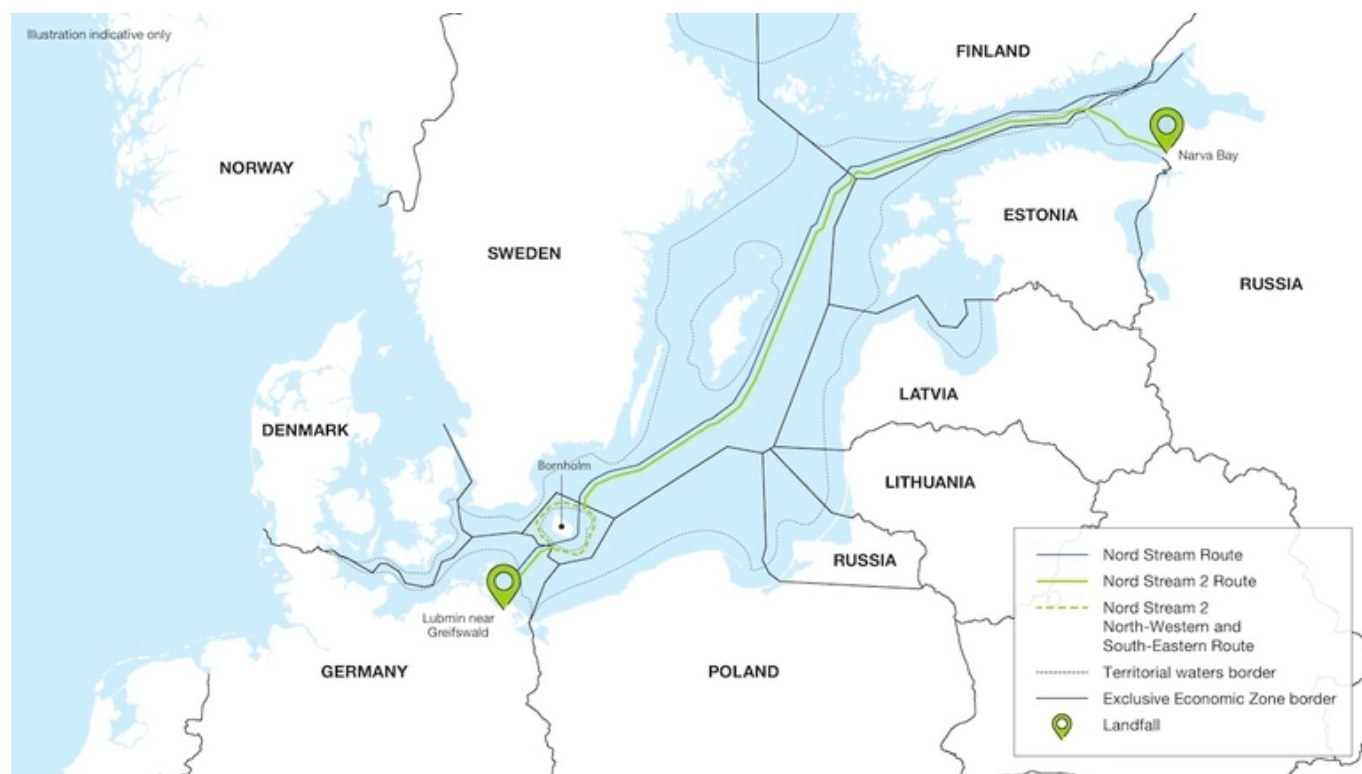 Illustration indicative only
FINLAND
NORWAY
Narva Bay
ESTONIA
SWEDEN
RUSSIA
LATVIA
DENMARK
Bornholm
LITHUANIA
RUSSIA
Lubmin near
Greifswald
GERMANY
POLAND
Nord Stream Route
Nord Stream 2 Route
Nord Stream 2
North-Western and
South-Eastern Route
Territorial waters border
Exclusive Economic Zone border
Landfall